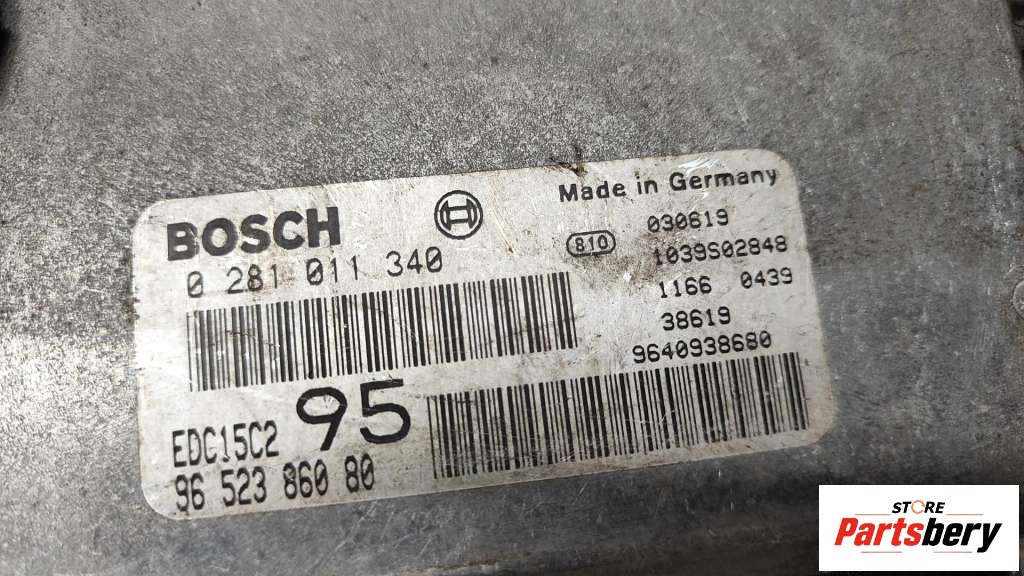 BOSCH
0 281 011 340
Made in Germany
810
030619
1039S02848
1166 0439
38619
9640938680
95
EDC15C2
96 523 860 80
STORE
Partsbery